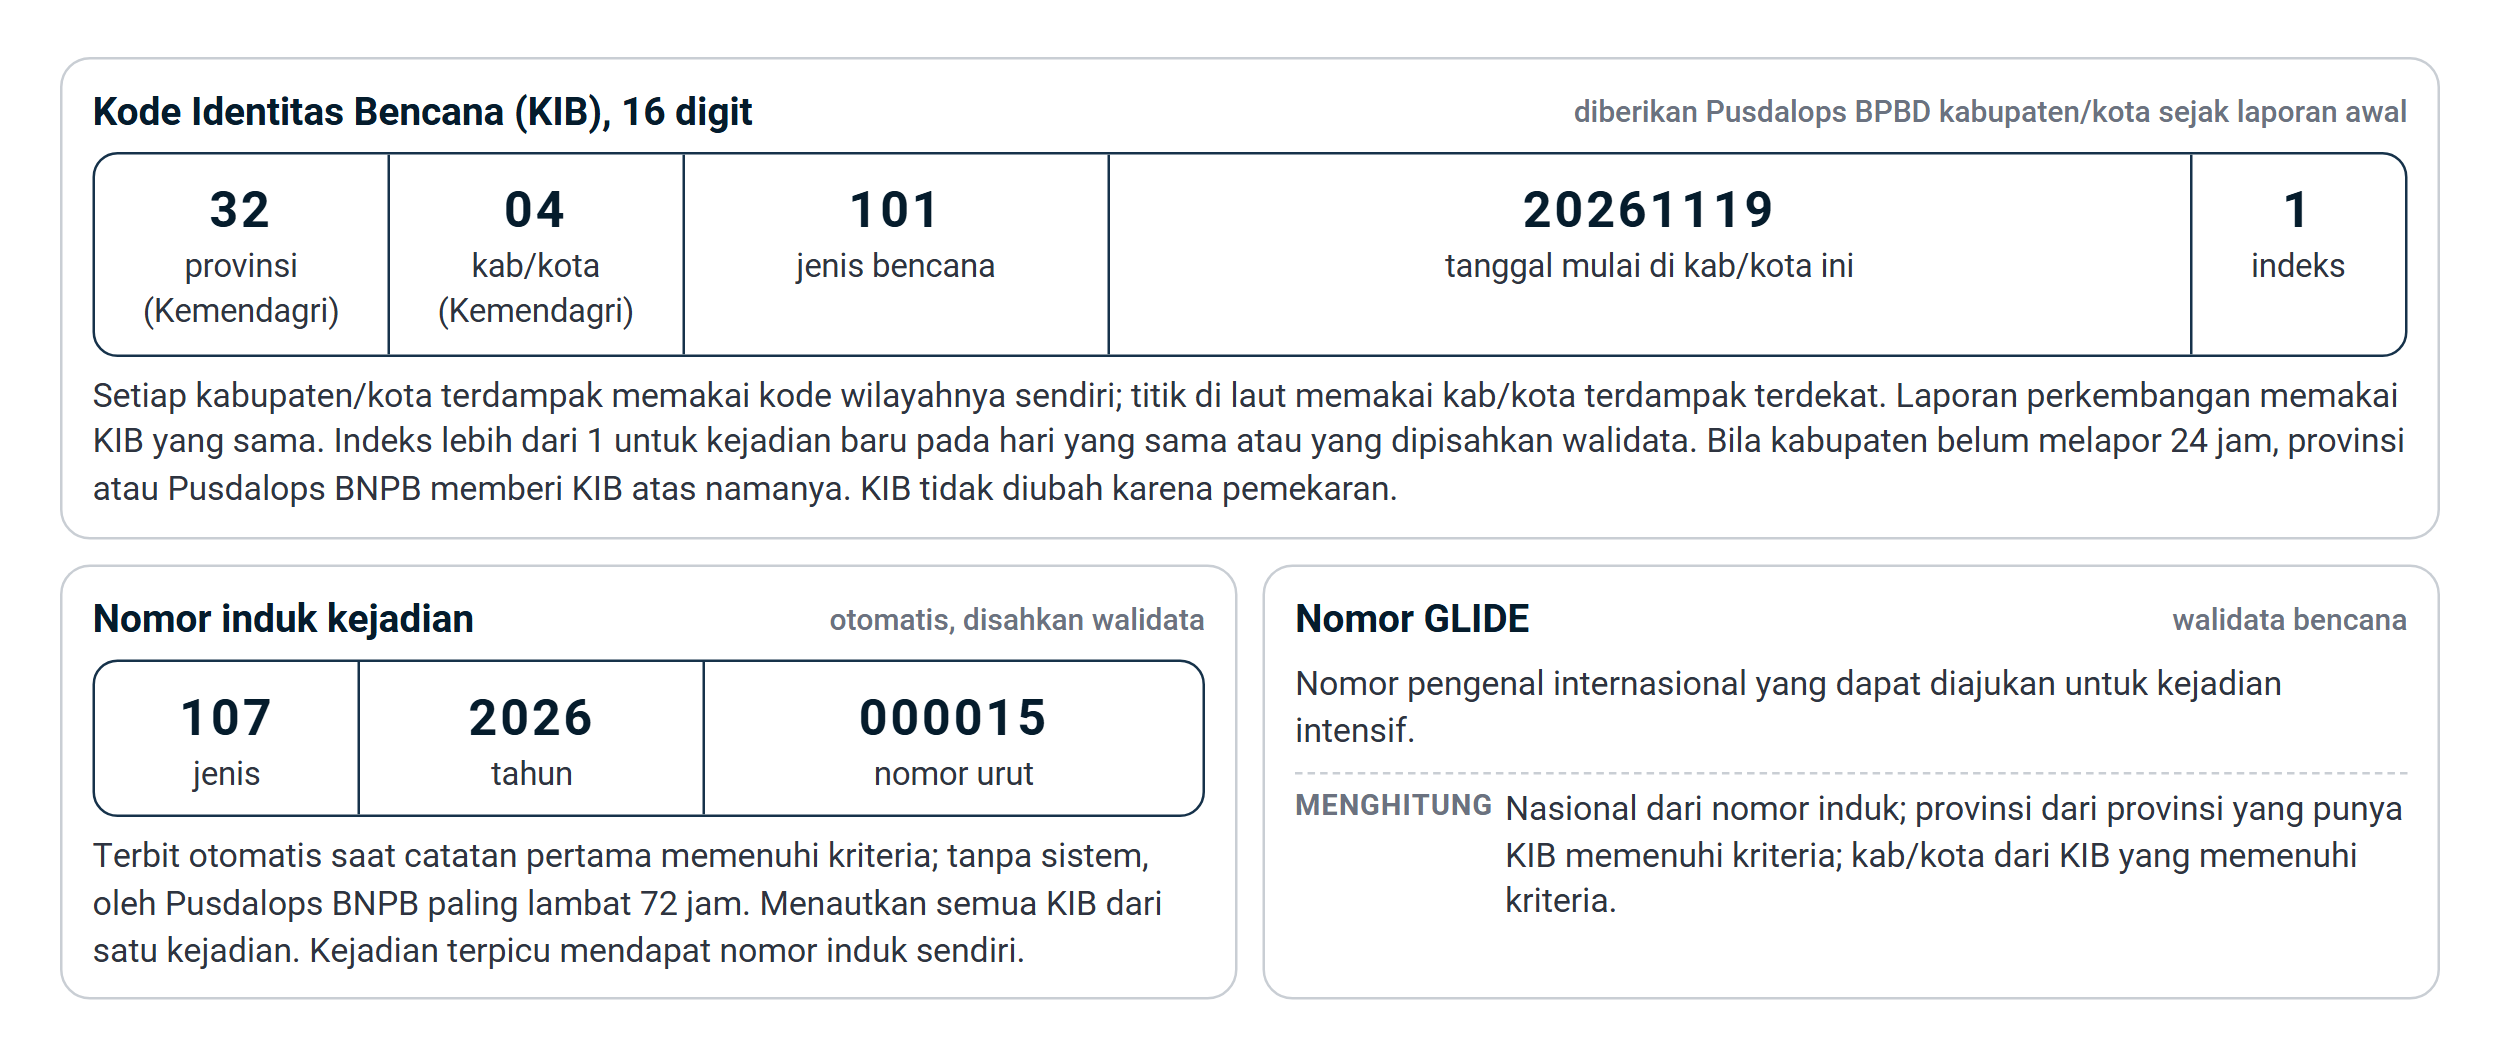 Kode Identitas Bencana (KIB), 16 digit
diberikan Pusdalops BPBD kabupaten/kota sejak laporan awal
32
provinsi
(Kemendagri)
04
kab/kota
(Kemendagri)
101
jenis bencana
20261119
tanggal mulai di kab/kota ini
1
indeks
Setiap kabupaten/kota terdampak memakai kode wilayahnya sendiri; titik di laut memakai kab/kota terdampak terdekat. Laporan perkembangan memakai
KIB yang sama. Indeks lebih dari 1 untuk kejadian baru pada hari yang sama atau yang dipisahkan walidata. Bila kabupaten belum melapor 24 jam, provinsi
atau Pusdalops BNPB memberi KIB atas namanya. KIB tidak diubah karena pemekaran.
Nomor induk kejadian
otomatis, disahkan walidata
107
jenis
2026
tahun
000015
nomor urut
Terbit otomatis saat catatan pertama memenuhi kriteria; tanpa sistem,
oleh Pusdalops BNPB paling lambat 72 jam. Menautkan semua KIB dari
satu kejadian. Kejadian terpicu mendapat nomor induk sendiri.
Nomor GLIDE
walidata bencana
Nomor pengenal internasional yang dapat diajukan untuk kejadian
intensif.
MENGHITUNG
Nasional dari nomor induk; provinsi dari provinsi yang punya
KIB memenuhi kriteria; kab/kota dari KIB yang memenuhi
kriteria.